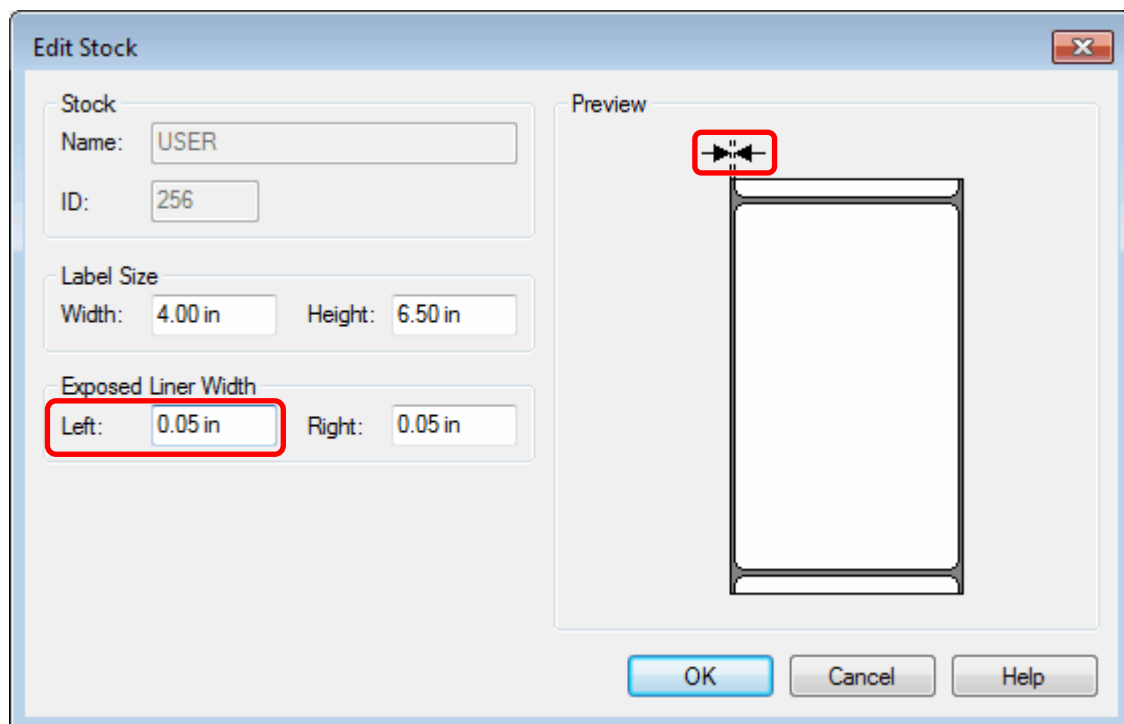 Edit Stock
Stock
Name: USER
ID: 256
Label Size
Width: 4.00 in Height: 6.50 in
Exposed Liner Width
Left: 0.05 in Right: 0.05 in
Preview
OK Cancel Help